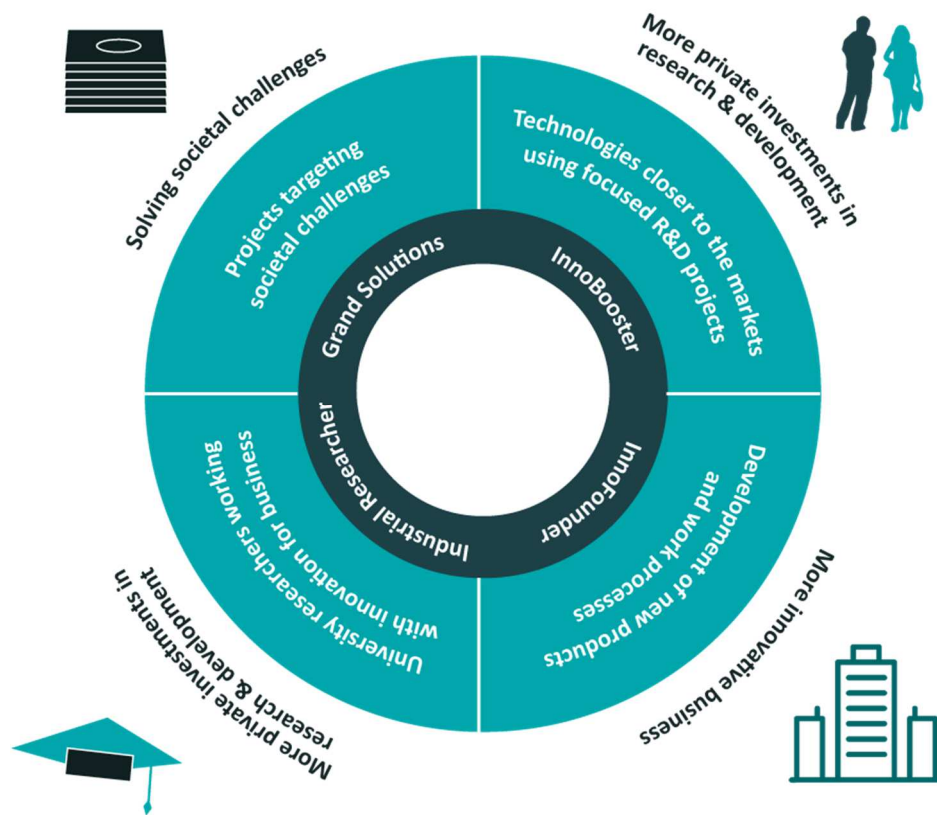 Solving societal challenges
Projects targeting
societal challenges
Grand Solutions
More private investments in
research & development
Technologies closer to the markets
using focused R&D projects
InnoBooster
InnoFounder
Development of new products
and work processes
More innovative business
Industrial Researcher
University researchers working
with innovation for business
More private investments in
research & development